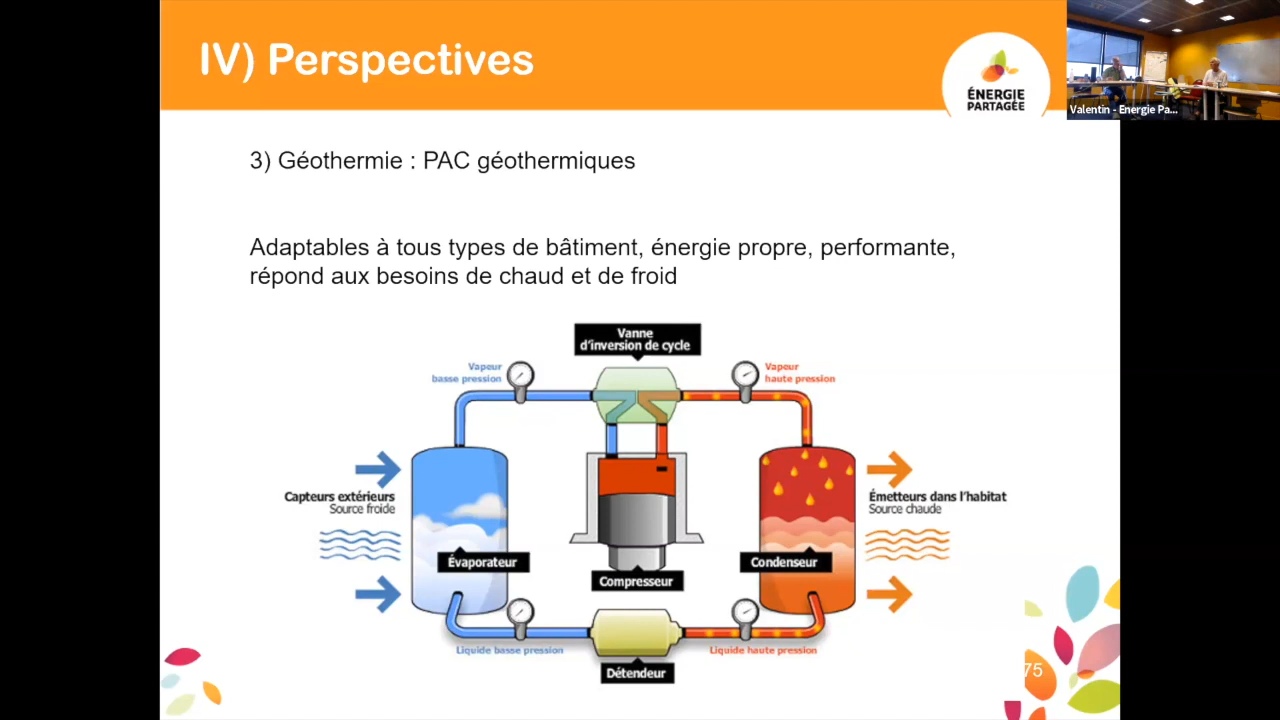 IV) Perspectives
ÉNERGIE
PARTAGÉE
Valentin - Energie Pa...
3) Géothermie : PAC géothermiques
Adaptables à tous types de bâtiment, énergie propre, performante,
répond aux besoins de chaud et de froid
Vanne
d'inversion de cycle
Vapeur
basse pression
Vapeur
haute pression
Capteurs extérieurs
Source froide
Émetteurs dans l'habitat
Source chaude
Évaporateur
Compresseur
Condenseur
Liquide basse pression
Liquide haute pression
Détendeur
75